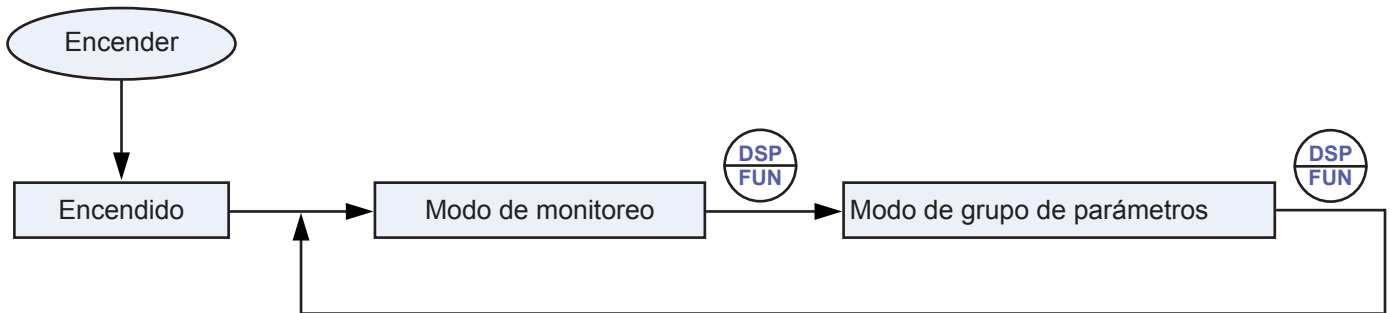 Encender
DSP
FUN
DSP
FUN
Encendido
Modo de monitoreo
Modo de grupo de parámetros